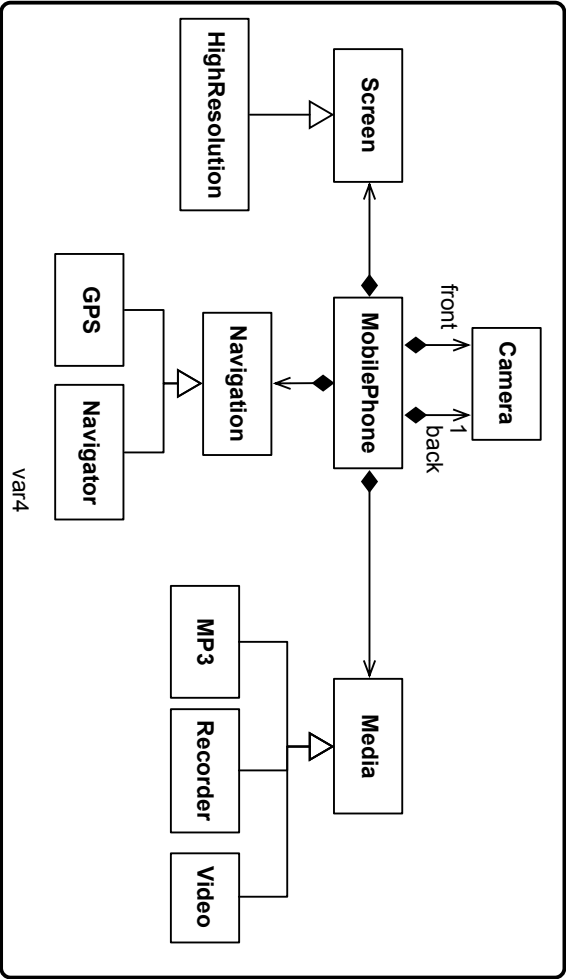 Camera
front
1
back
Screen
MobilePhone
Media
HighResolution
Navigation
MP3
Recorder
Video
GPS
Navigator
var4